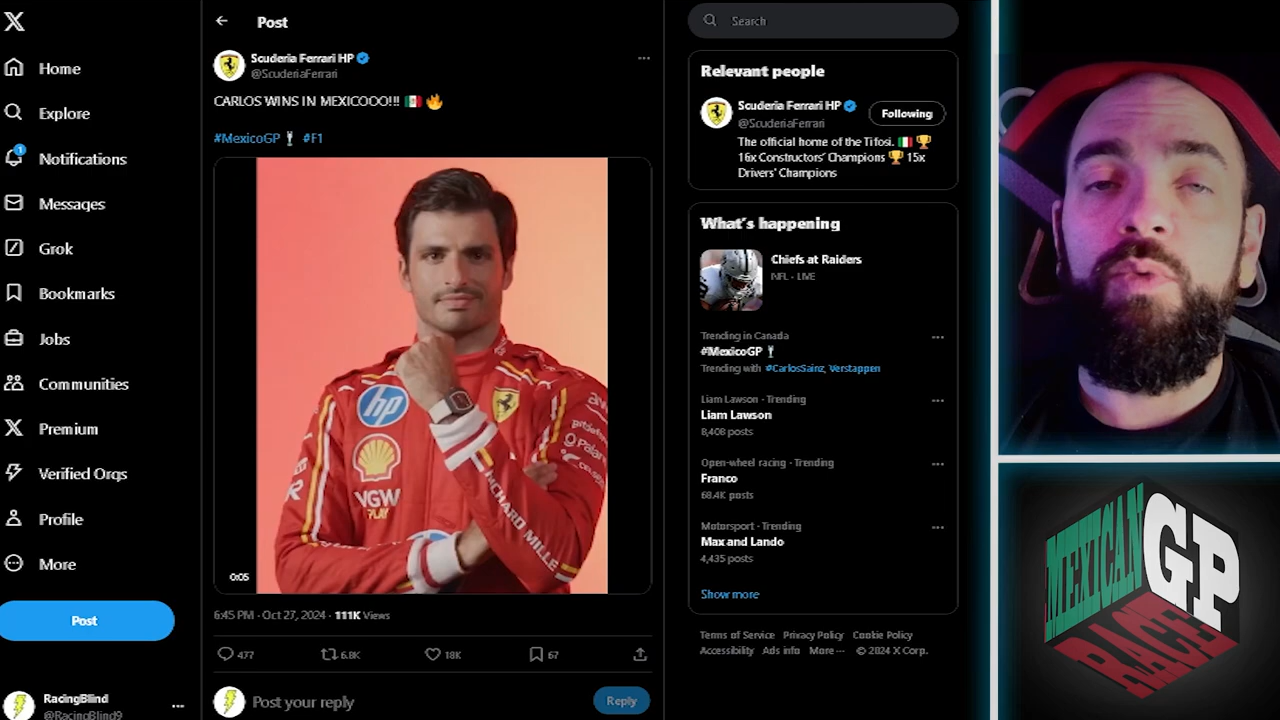 Home
Explore
1
Notifications
Messages
Grok
Bookmarks
Jobs
Communities
Premium
Verified Orgs
Profile
More
Post
RacingBlind
@RacingBlind9
Post
Scuderia Ferrari HP
@ScuderiaFerrari
CARLOS WINS IN MEXICOOO!!! 🇲🇽 🔥
#MexicoGP #F1
hp
VGW
PLAY
RICHARD MILLE
0:05
6:45 PM · Oct 27, 2024 · 111K Views
477
6.8K
18K
67
Post your reply
Reply
Search
Relevant people
Scuderia Ferrari HP
@ScuderiaFerrari
Following
The official home of the Tifosi. 🇮🇹 🏆
16x Constructors' Champions 🏆 15x
Drivers' Champions
What's happening
Chiefs at Raiders
NFL · LIVE
Trending in Canada
#MexicoGP
Trending with #CarlosSainz, Verstappen
Liam Lawson · Trending
Liam Lawson
8,408 posts
Open-wheel racing · Trending
Franco
68.4K posts
Motorsport · Trending
Max and Lando
4,435 posts
Show more
Terms of Service Privacy Policy Cookie Policy
Accessibility Ads info More ··· © 2024 X Corp.
MEXICAN
GP
RACE